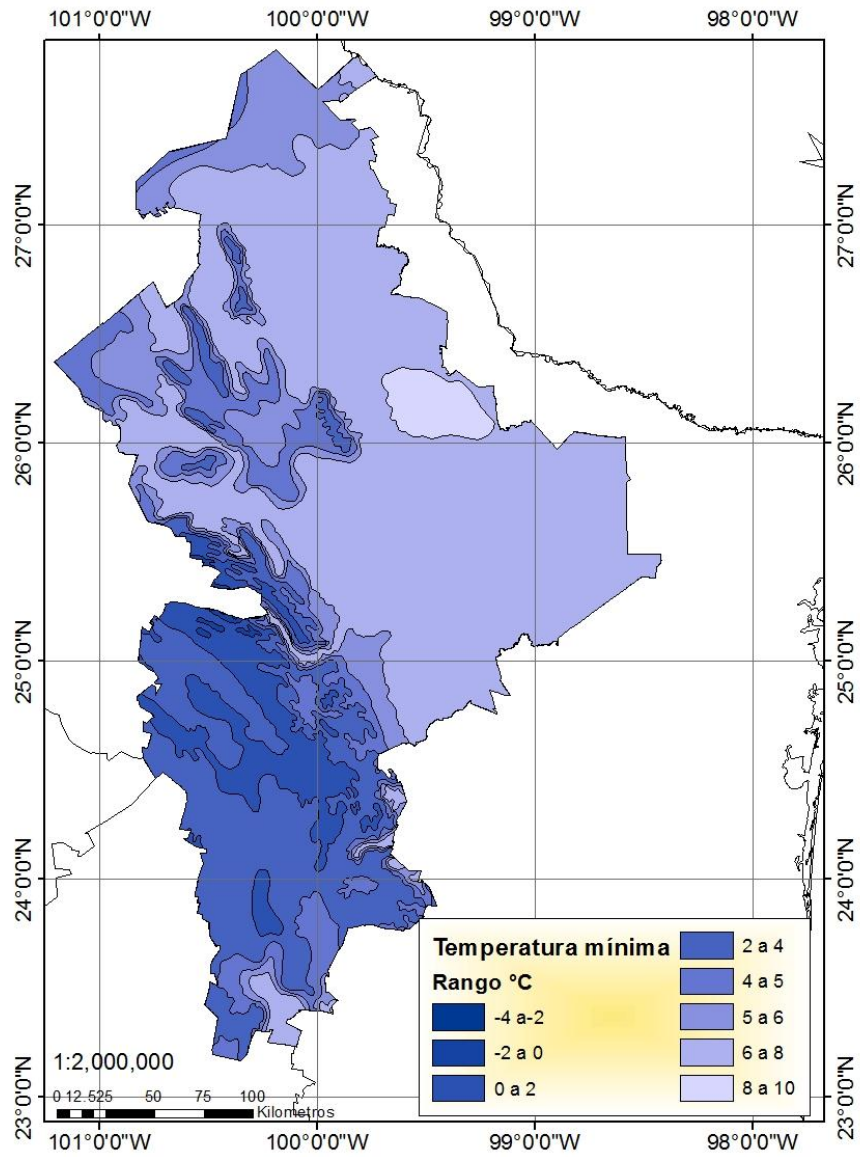 101°0'0"W 100°0'0"W 99°0'0"W 98°0'0"W
27°0'0"N 27°0'0"N
26°0'0"N 26°0'0"N
25°0'0"N 25°0'0"N
24°0'0"N 24°0'0"N
23°0'0"N 23°0'0"N
Temperatura mínima
Rango °C
-4 a-2
-2 a 0
0 a 2
2 a 4
4 a 5
5 a 6
6 a 8
8 a 10
1:2,000,000
0 12.525 50 75 100
Kilometros
101°0'0"W 100°0'0"W 99°0'0"W 98°0'0"W